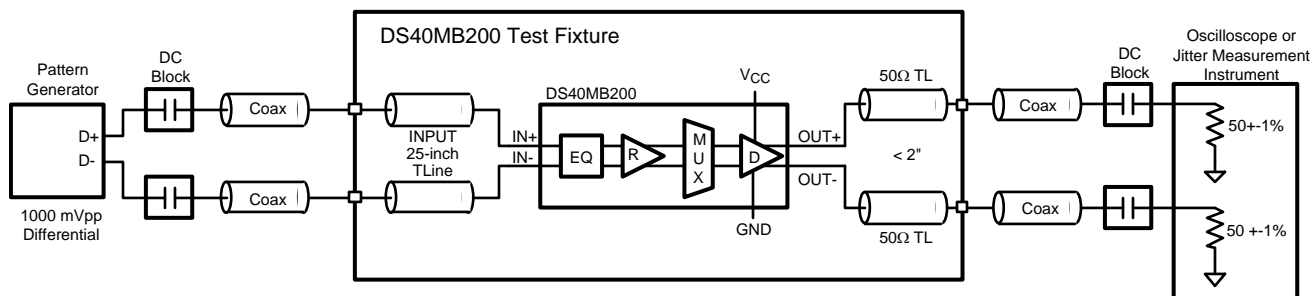 DS40MB200 Test Fixture
Pattern
Generator
D+
D-
1000 mVpp
Differential
DC
Block
Coax
Coax
INPUT
25-inch
TLine
DS40MB200
IN+
IN-
EQ
R
M
U
X
D
VCC
GND
OUT+
OUT-
50Ω TL
< 2"
50Ω TL
Coax
Coax
DC
Block
Oscilloscope or
Jitter Measurement
Instrument
50+-1%
50 +-1%